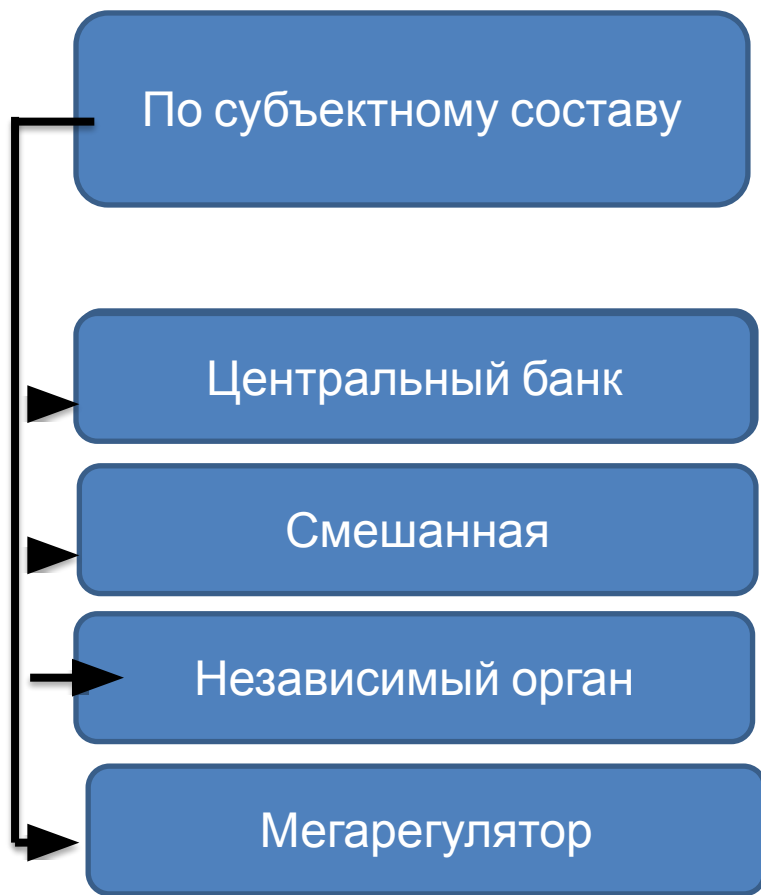 По субъектному составу
Центральный банк
Смешанная
Независимый орган
Мегарегулятор